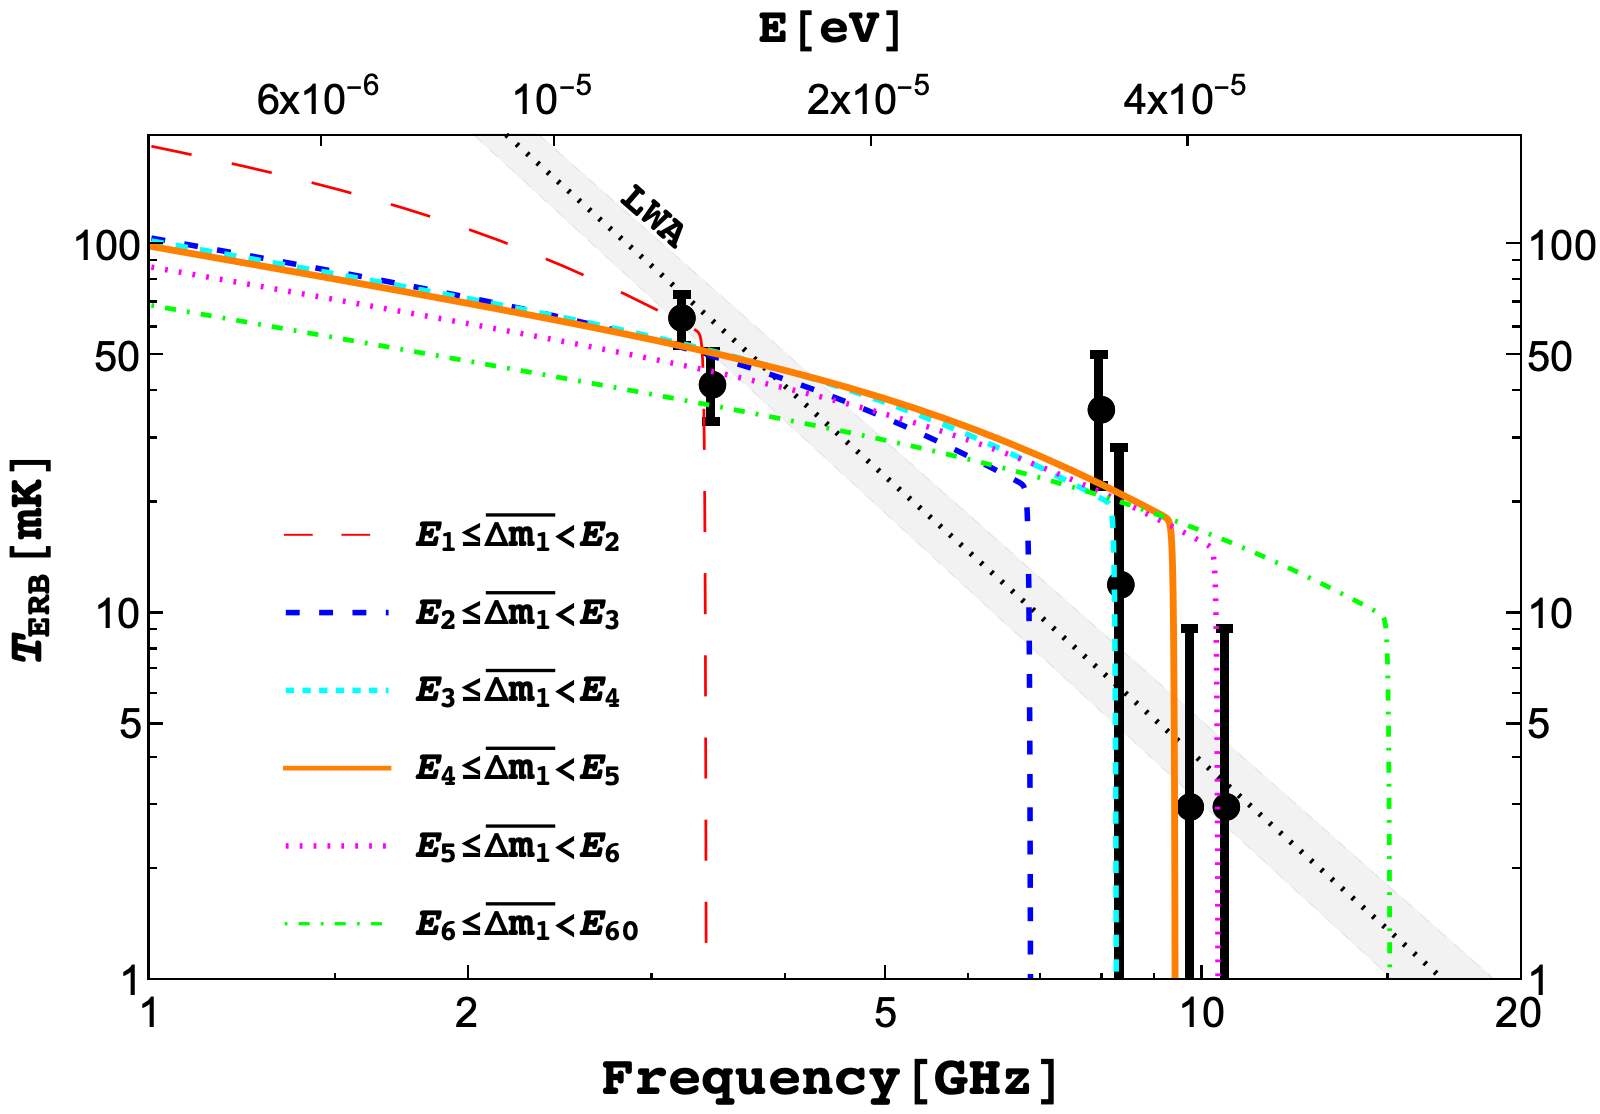 E[eV]
6x10⁻⁶ 10⁻⁵ 2x10⁻⁵ 4x10⁻⁵
LWA
100 100
50 50
10 10
5 5
1 1
T_ERB[mK]
E₁≤Δm₁<E₂
E₂≤Δm₁<E₃
E₃≤Δm₁<E₄
E₄≤Δm₁<E₅
E₅≤Δm₁<E₆
E₆≤Δm₁<E₆₀
1 2 5 10 20
Frequency[GHz]